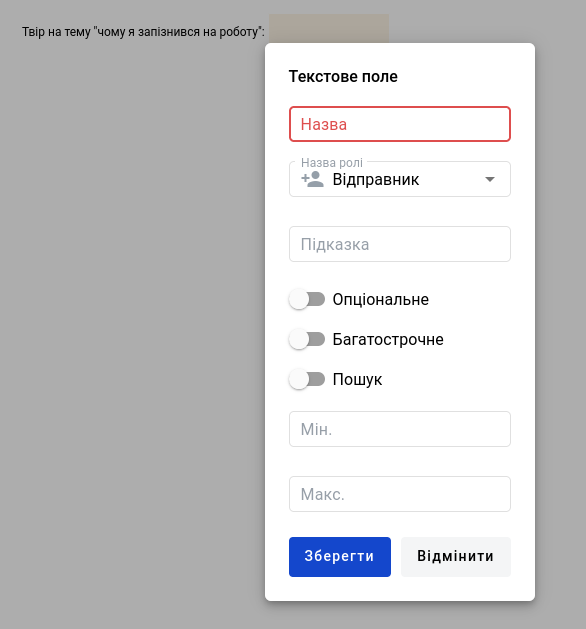 Твір на тему "чому я запізнився на роботу":
Текстове поле
Назва
Назва ролі
Відправник
Підказка
Опціональне
Багатострочне
Пошук
Мін.
Макс.
Зберегти Відмінити